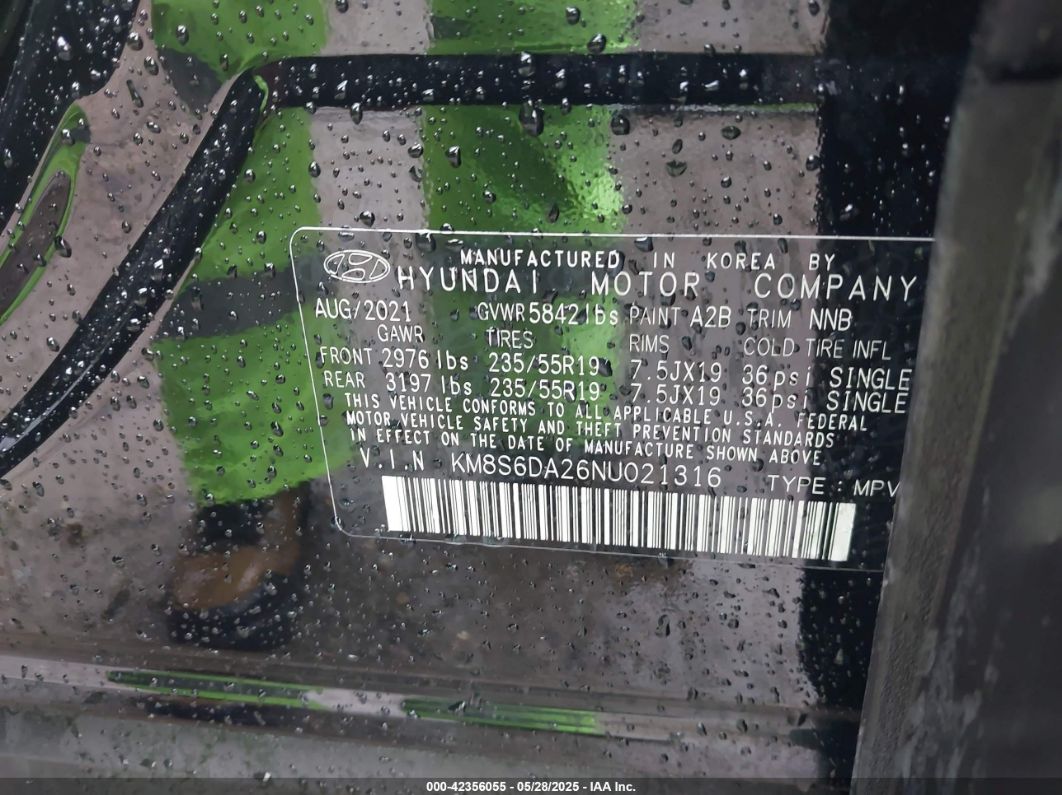 MANUFACTURED IN KOREA BY
HYUNDAI MOTOR COMPANY
AUG/2021 GVWR 5842 lbs PAINT A2B TRIM NNB
GAWR TIRES RIMS COLD TIRE INFL
FRONT 2976 lbs 235/55R19 7.5JX19 36psi SINGLE
REAR 3197 lbs 235/55R19 7.5JX19 36psi SINGLE
THIS VEHICLE CONFORMS TO ALL APPLICABLE U.S.A. FEDERAL
MOTOR VEHICLE SAFETY AND THEFT PREVENTION STANDARDS
IN EFFECT ON THE DATE OF MANUFACTURE SHOWN ABOVE.
V.I.N KM8S6DA26NU021316 TYPE : MPV
000-42356055 - 05/28/2025 - IAA Inc.